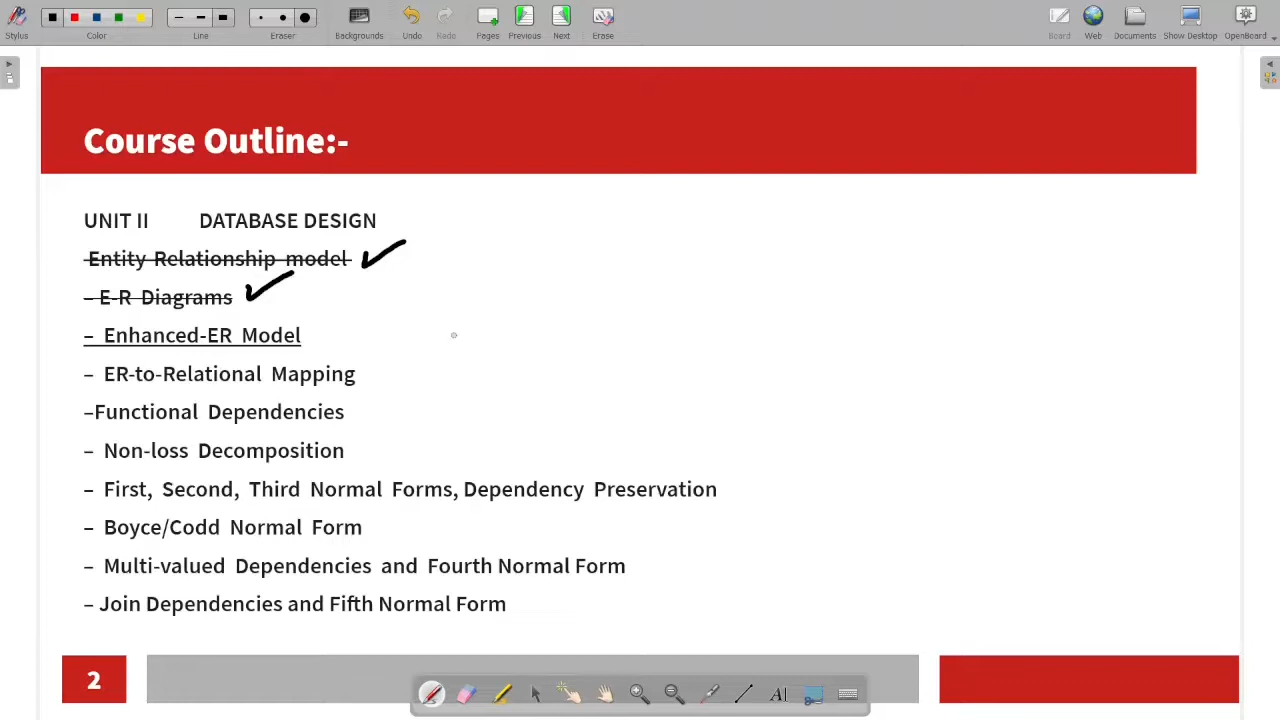 Stylus Color Line Eraser Backgrounds Undo Redo Pages Previous Next Erase Board Web Documents Show Desktop OpenBoard
Course Outline:-
UNIT II DATABASE DESIGN
Entity Relationship model
– E-R Diagrams
– Enhanced-ER Model
– ER-to-Relational Mapping
–Functional Dependencies
– Non-loss Decomposition
– First, Second, Third Normal Forms, Dependency Preservation
– Boyce/Codd Normal Form
– Multi-valued Dependencies and Fourth Normal Form
– Join Dependencies and Fifth Normal Form
2
AI